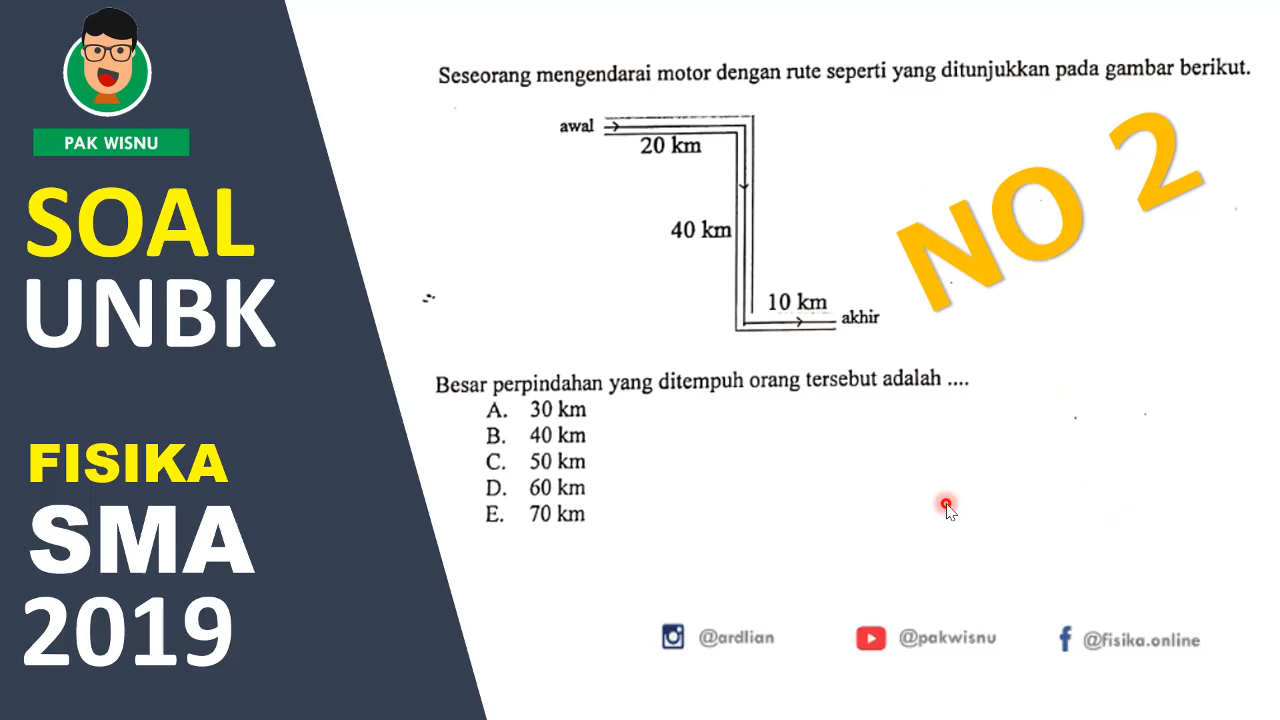 PAK WISNU
SOAL
UNBK
FISIKA
SMA
2019
Seseorang mengendarai motor dengan rute seperti yang ditunjukkan pada gambar berikut.
awal
20 km
40 km
10 km
akhir
NO 2
Besar perpindahan yang ditempuh orang tersebut adalah ....
A. 30 km
B. 40 km
C. 50 km
D. 60 km
E. 70 km
@ardlian
@pakwisnu
@fisika.online